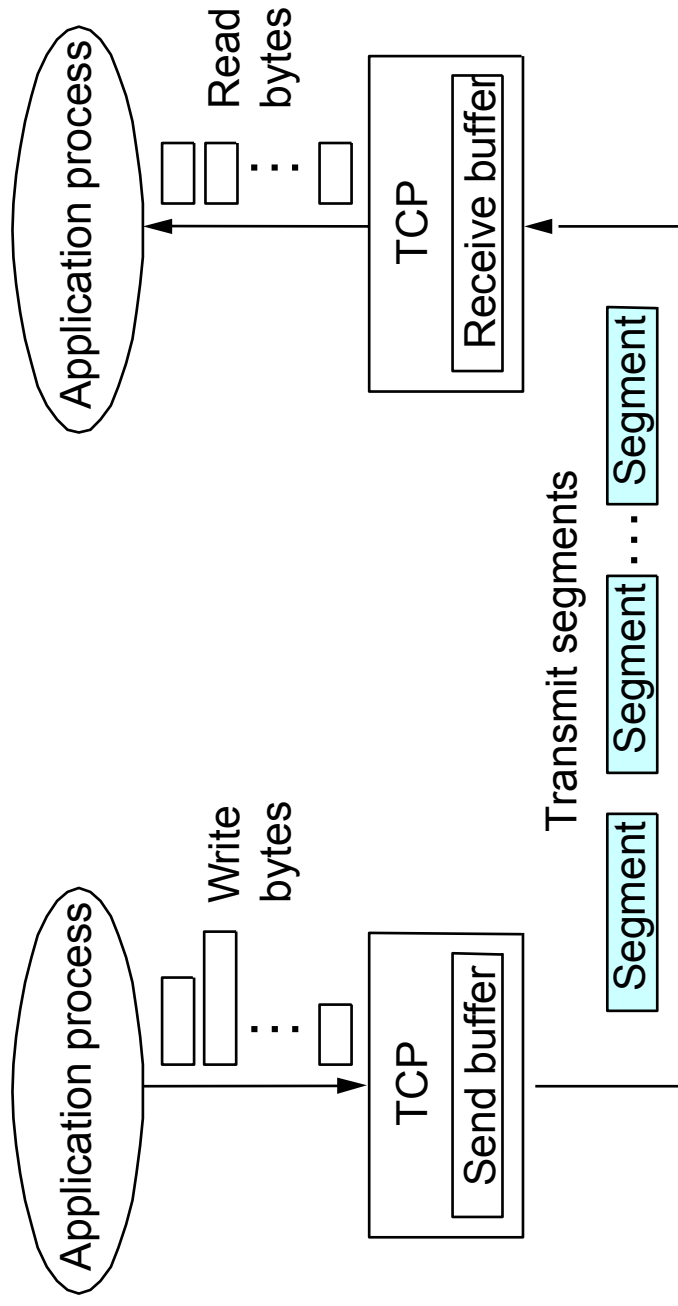 Application process
Application process
Write
bytes
Read
bytes
...
...
TCP
TCP
Send buffer
Receive buffer
Transmit segments
Segment
Segment
...
Segment